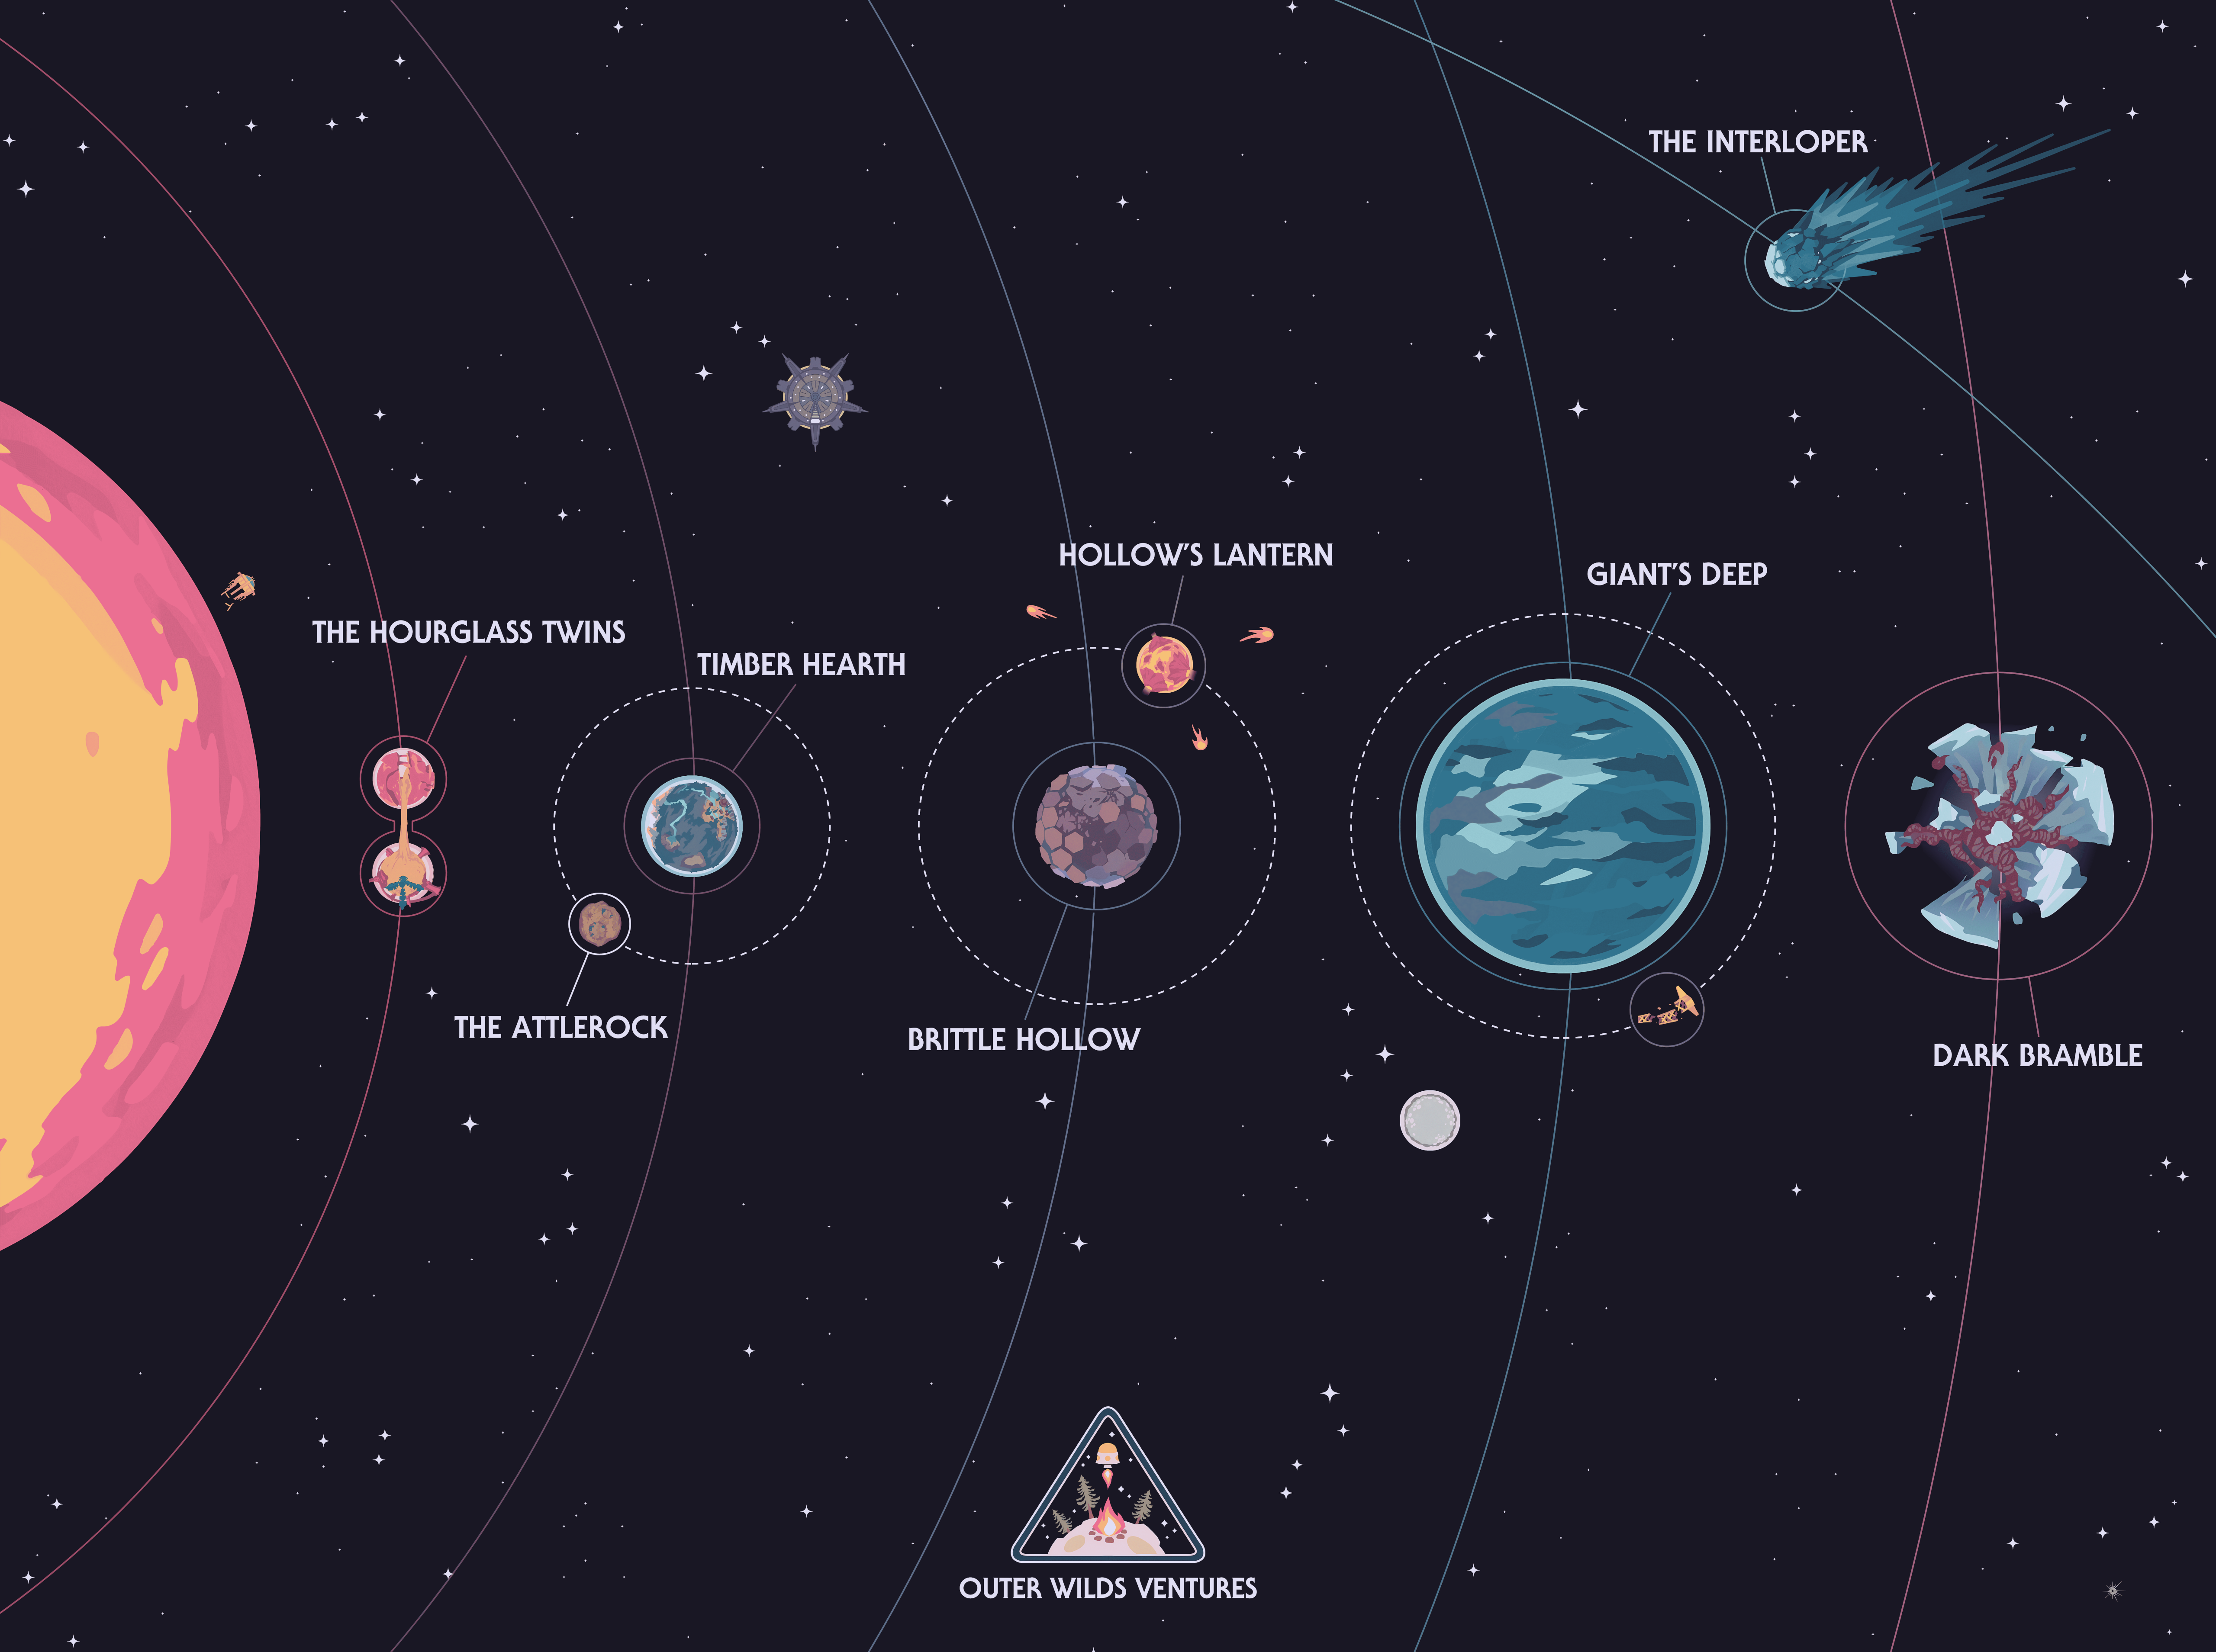 THE INTERLOPER
HOLLOW'S LANTERN
GIANT'S DEEP
THE HOURGLASS TWINS
TIMBER HEARTH
THE ATTLEROCK
BRITTLE HOLLOW
DARK BRAMBLE
OUTER WILDS VENTURES